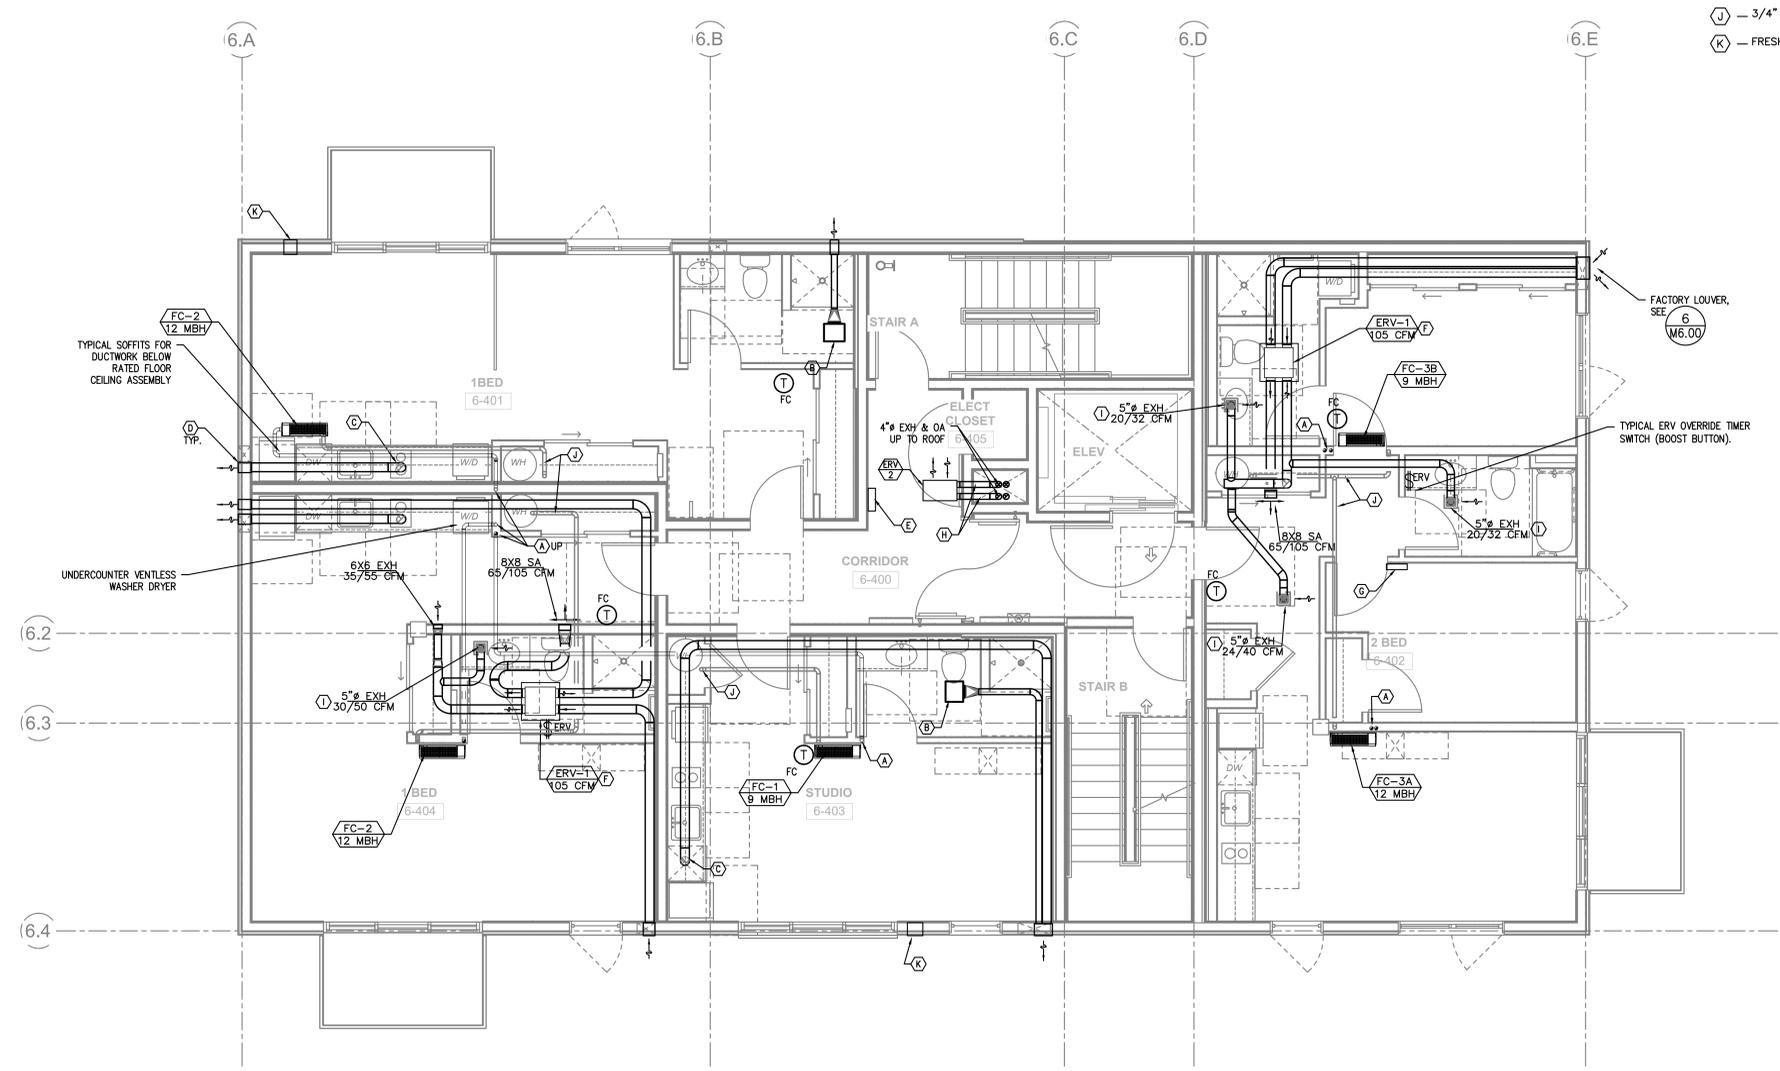 J – 3/4"
K – FRESH
6.A
6.B
6.C
6.D
6.E
K
FC-2
12 MBH
TYPICAL SOFFITS FOR
DUCTWORK BELOW
RATED FLOOR
CEILING ASSEMBLY
1BED
6-401
D
TYP.
C
DW
W/D
WH
J
T
FC
B
STAIR A
ELECT
CLOSET
6-405
4"ø EXH & OA
UP TO ROOF
ERV
2
E
H
ELEV
CORRIDOR
6-400
W/D
ERV-1
105 CFM
F
FC-3B
9 MBH
FACTORY LOUVER,
SEE
6
M6.00
I
5"ø EXH
20/32 CFM
FC
T
A
TYPICAL ERV OVERRIDE TIMER
SWITCH (BOOST BUTTON).
WH
ERV
J
5"ø EXH
20/32 CFM
I
8X8 SA
65/105 CFM
FC
T
G
I
5"ø EXH
24/40 CFM
2 BED
6-402
A
DW
W/D
WH
A UP
UNDERCOUNTER VENTLESS
WASHER DRYER
6X6 EXH
35/55 CFM
8X8 SA
65/105 CFM
FC
T
6.2
I
5"ø EXH
30/50 CFM
6.3
ERV
J
B
STAIR B
ERV-1
105 CFM
F
T
FC
A
FC-1
9 MBH
STUDIO
6-403
1 BED
6-404
FC-2
12 MBH
C
DW
FC-3A
12 MBH
6.4
K